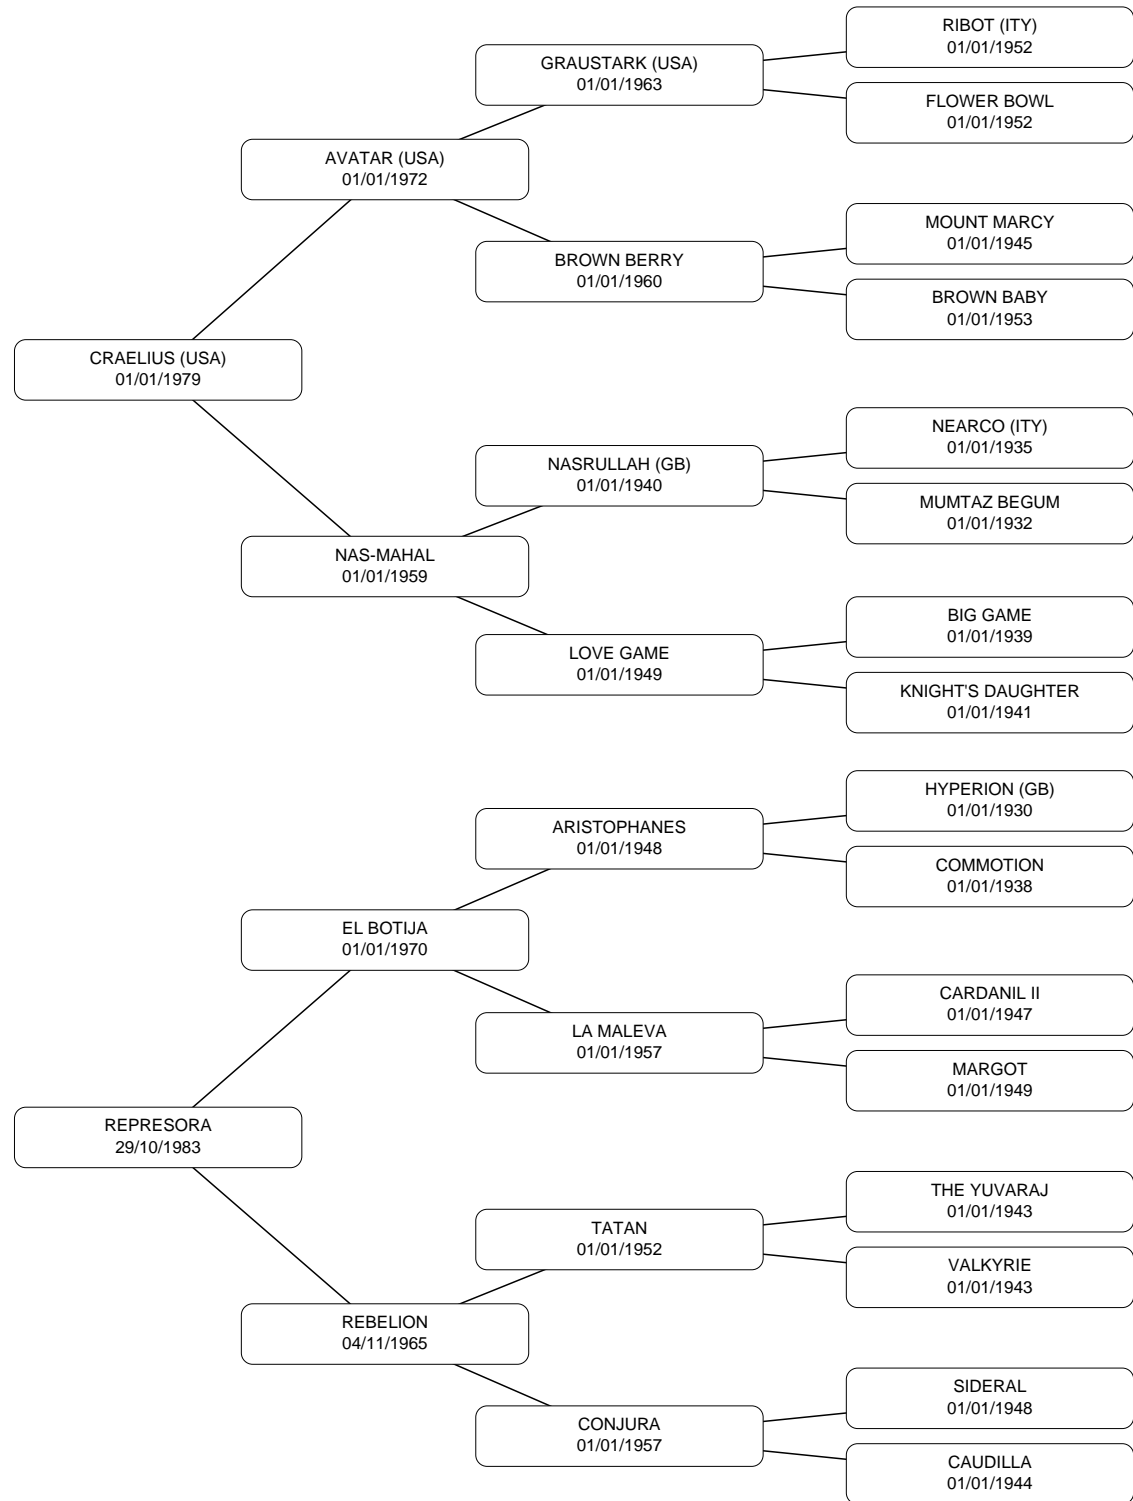 RIBOT (ITY)
01/01/1952
GRAUSTARK (USA)
01/01/1963
FLOWER BOWL
01/01/1952
AVATAR (USA)
01/01/1972
MOUNT MARCY
01/01/1945
BROWN BERRY
01/01/1960
BROWN BABY
01/01/1953
CRAELIUS (USA)
01/01/1979
NEARCO (ITY)
01/01/1935
NASRULLAH (GB)
01/01/1940
MUMTAZ BEGUM
01/01/1932
NAS-MAHAL
01/01/1959
BIG GAME
01/01/1939
LOVE GAME
01/01/1949
KNIGHT'S DAUGHTER
01/01/1941
HYPERION (GB)
01/01/1930
ARISTOPHANES
01/01/1948
COMMOTION
01/01/1938
EL BOTIJA
01/01/1970
CARDANIL II
01/01/1947
LA MALEVA
01/01/1957
MARGOT
01/01/1949
REPRESORA
29/10/1983
THE YUVARAJ
01/01/1943
TATAN
01/01/1952
VALKYRIE
01/01/1943
REBELION
04/11/1965
SIDERAL
01/01/1948
CONJURA
01/01/1957
CAUDILLA
01/01/1944